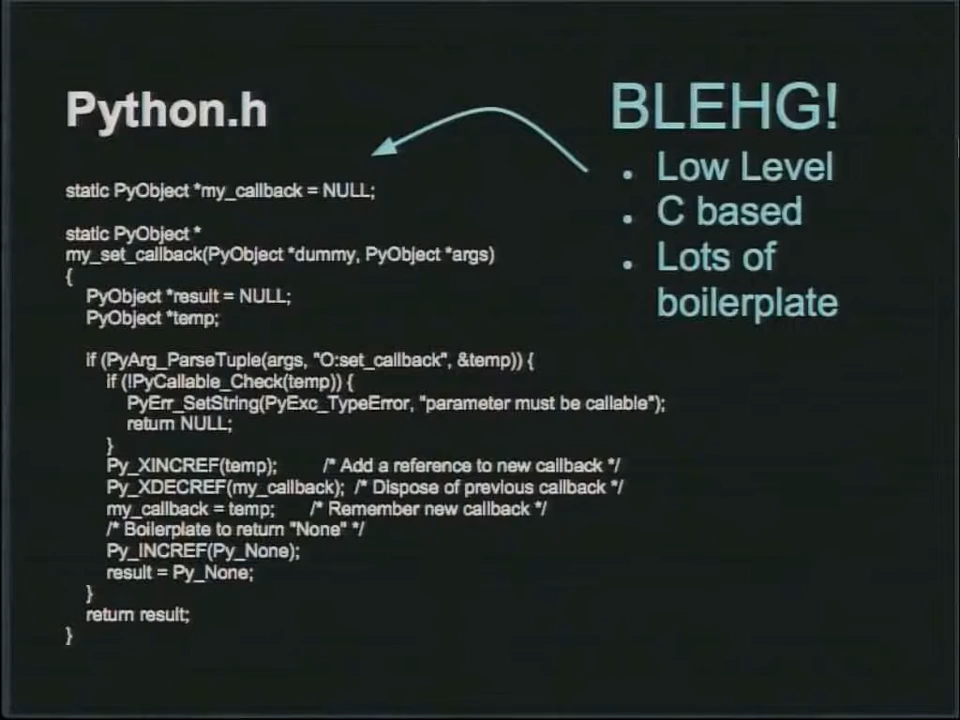 Python.h
static PyObject *my_callback = NULL;
static PyObject *
my_set_callback(PyObject *dummy, PyObject *args)
{
PyObject *result = NULL;
PyObject *temp;
if (PyArg_ParseTuple(args, "O:set_callback", &temp)) {
if (!PyCallable_Check(temp)) {
PyErr_SetString(PyExc_TypeError, "parameter must be callable");
return NULL;
}
Py_XINCREF(temp); /* Add a reference to new callback */
Py_XDECREF(my_callback); /* Dispose of previous callback */
my_callback = temp; /* Remember new callback */
/* Boilerplate to return "None" */
Py_INCREF(Py_None);
result = Py_None;
}
return result;
}
BLEHG!
• Low Level
• C based
• Lots of
boilerplate